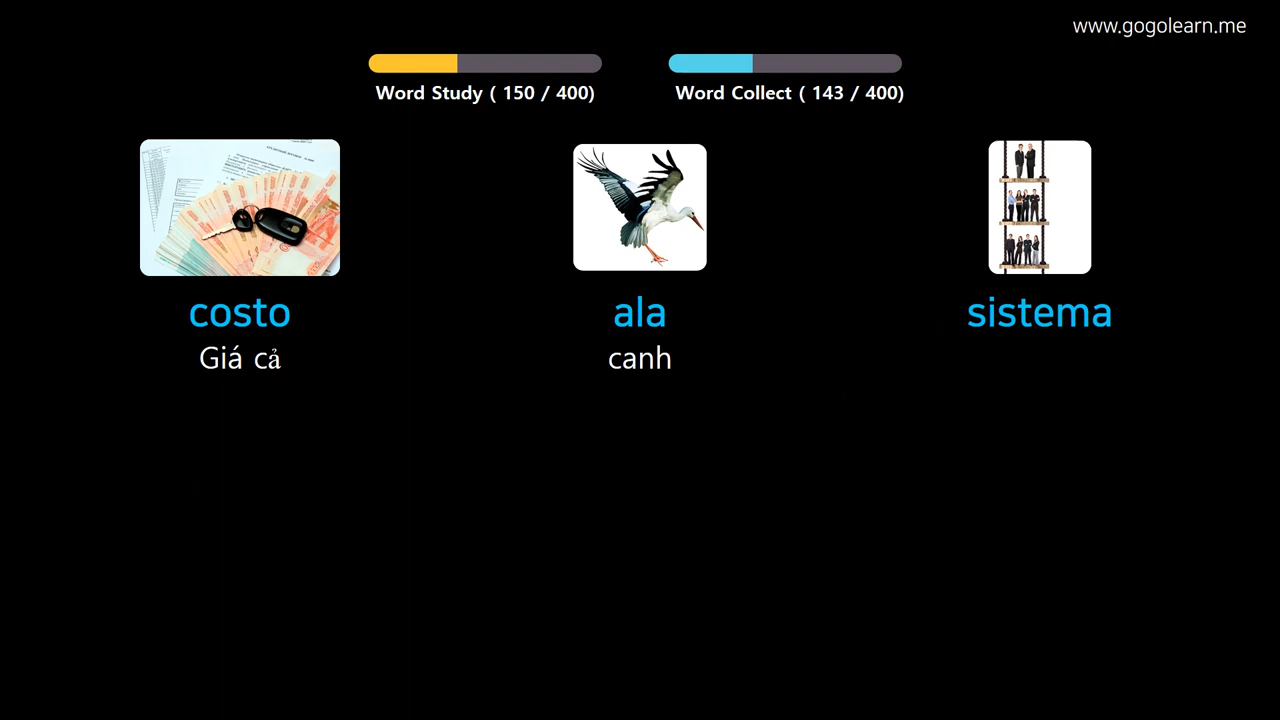 www.gogolearn.me
Word Study ( 150 / 400)
Word Collect ( 143 / 400)
costo
Giá cả
ala
canh
sistema